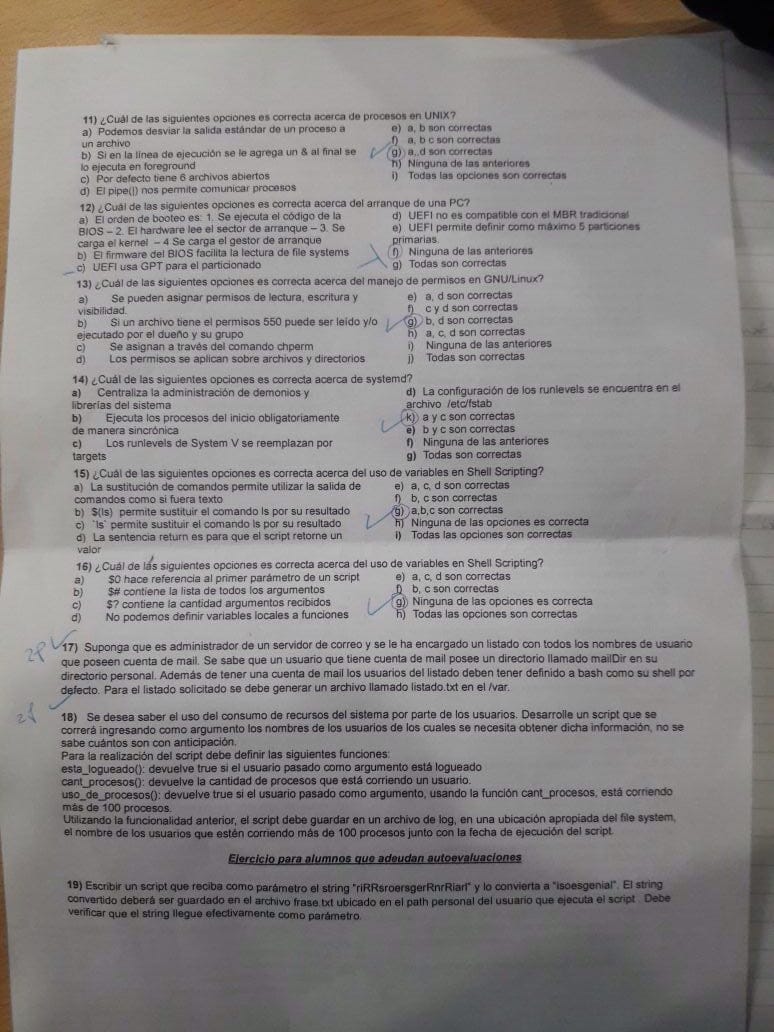 11) ¿Cuál de las siguientes opciones es correcta acerca de procesos en UNIX?
a) Podemos desviar la salida estándar de un proceso a
un archivo
b) Si en la línea de ejecución se le agrega un & al final se
lo ejecuta en foreground
c) Por defecto tiene 6 archivos abiertos
d) El pipe(|) nos permite comunicar procesos
e) a, b son correctas
f) a, b c son correctas
g) a, d son correctas
h) Ninguna de las anteriores
i) Todas las opciones son correctas
12) ¿Cuál de las siguientes opciones es correcta acerca del arranque de una PC?
a) El orden de booteo es: 1. Se ejecuta el código de la
BIOS – 2. El hardware lee el sector de arranque – 3. Se
carga el kernel – 4 Se carga el gestor de arranque
b) El firmware del BIOS facilita la lectura de file systems
c) UEFI usa GPT para el particionado
d) UEFI no es compatible con el MBR tradicional
e) UEFI permite definir como máximo 5 particiones
primarias.
f) Ninguna de las anteriores
g) Todas son correctas
13) ¿Cuál de las siguientes opciones es correcta acerca del manejo de permisos en GNU/Linux?
a) Se pueden asignar permisos de lectura, escritura y
visibilidad.
b) Si un archivo tiene el permisos 550 puede ser leído y/o
ejecutado por el dueño y su grupo
c) Se asignan a través del comando chperm
d) Los permisos se aplican sobre archivos y directorios
e) a, d son correctas
f) c y d son correctas
g) b, d son correctas
h) a, c, d son correctas
i) Ninguna de las anteriores
j) Todas son correctas
14) ¿Cuál de las siguientes opciones es correcta acerca de systemd?
a) Centraliza la administración de demonios y
librerías del sistema
b) Ejecuta los procesos del inicio obligatoriamente
de manera sincrónica
c) Los runlevels de System V se reemplazan por
targets
d) La configuración de los runlevels se encuentra en el
archivo /etc/fstab
k) a y c son correctas
e) b y c son correctas
f) Ninguna de las anteriores
g) Todas son correctas
15) ¿Cuál de las siguientes opciones es correcta acerca del uso de variables en Shell Scripting?
a) La sustitución de comandos permite utilizar la salida de
comandos como si fuera texto
b) $(ls) permite sustituir el comando ls por su resultado
c) `ls` permite sustituir el comando ls por su resultado
d) La sentencia return es para que el script retorne un
valor
e) a, c, d son correctas
f) b, c son correctas
g) a,b,c son correctas
h) Ninguna de las opciones es correcta
i) Todas las opciones son correctas
16) ¿Cuál de las siguientes opciones es correcta acerca del uso de variables en Shell Scripting?
a) $0 hace referencia al primer parámetro de un script
b) $# contiene la lista de todos los argumentos
c) $? contiene la cantidad argumentos recibidos
d) No podemos definir variables locales a funciones
e) a, c, d son correctas
f) b, c son correctas
g) Ninguna de las opciones es correcta
h) Todas las opciones son correctas
2P
17) Suponga que es administrador de un servidor de correo y se le ha encargado un listado con todos los nombres de usuario
que poseen cuenta de mail. Se sabe que un usuario que tiene cuenta de mail posee un directorio llamado mailDir en su
directorio personal. Además de tener una cuenta de mail los usuarios del listado deben tener definido a bash como su shell por
defecto. Para el listado solicitado se debe generar un archivo llamado listado.txt en el /var.
18) Se desea saber el uso del consumo de recursos del sistema por parte de los usuarios. Desarrolle un script que se
correrá ingresando como argumento los nombres de los usuarios de los cuales se necesita obtener dicha información, no se
sabe cuántos son con anticipación.
Para la realización del script debe definir las siguientes funciones:
esta_logueado(): devuelve true si el usuario pasado como argumento está logueado
cant_procesos(): devuelve la cantidad de procesos que está corriendo un usuario.
uso_de_procesos(): devuelve true si el usuario pasado como argumento, usando la función cant_procesos, está corriendo
más de 100 procesos.
Utilizando la funcionalidad anterior, el script debe guardar en un archivo de log, en una ubicación apropiada del file system,
el nombre de los usuarios que estén corriendo más de 100 procesos junto con la fecha de ejecución del script.
Ejercicio para alumnos que adeudan autoevaluaciones
19) Escribir un script que reciba como parámetro el string "riRRsroersgerRnrRiarl" y lo convierta a "isoesgenial". El string
convertido deberá ser guardado en el archivo frase.txt ubicado en el path personal del usuario que ejecuta el script . Debe
verificar que el string llegue efectivamente como parámetro.